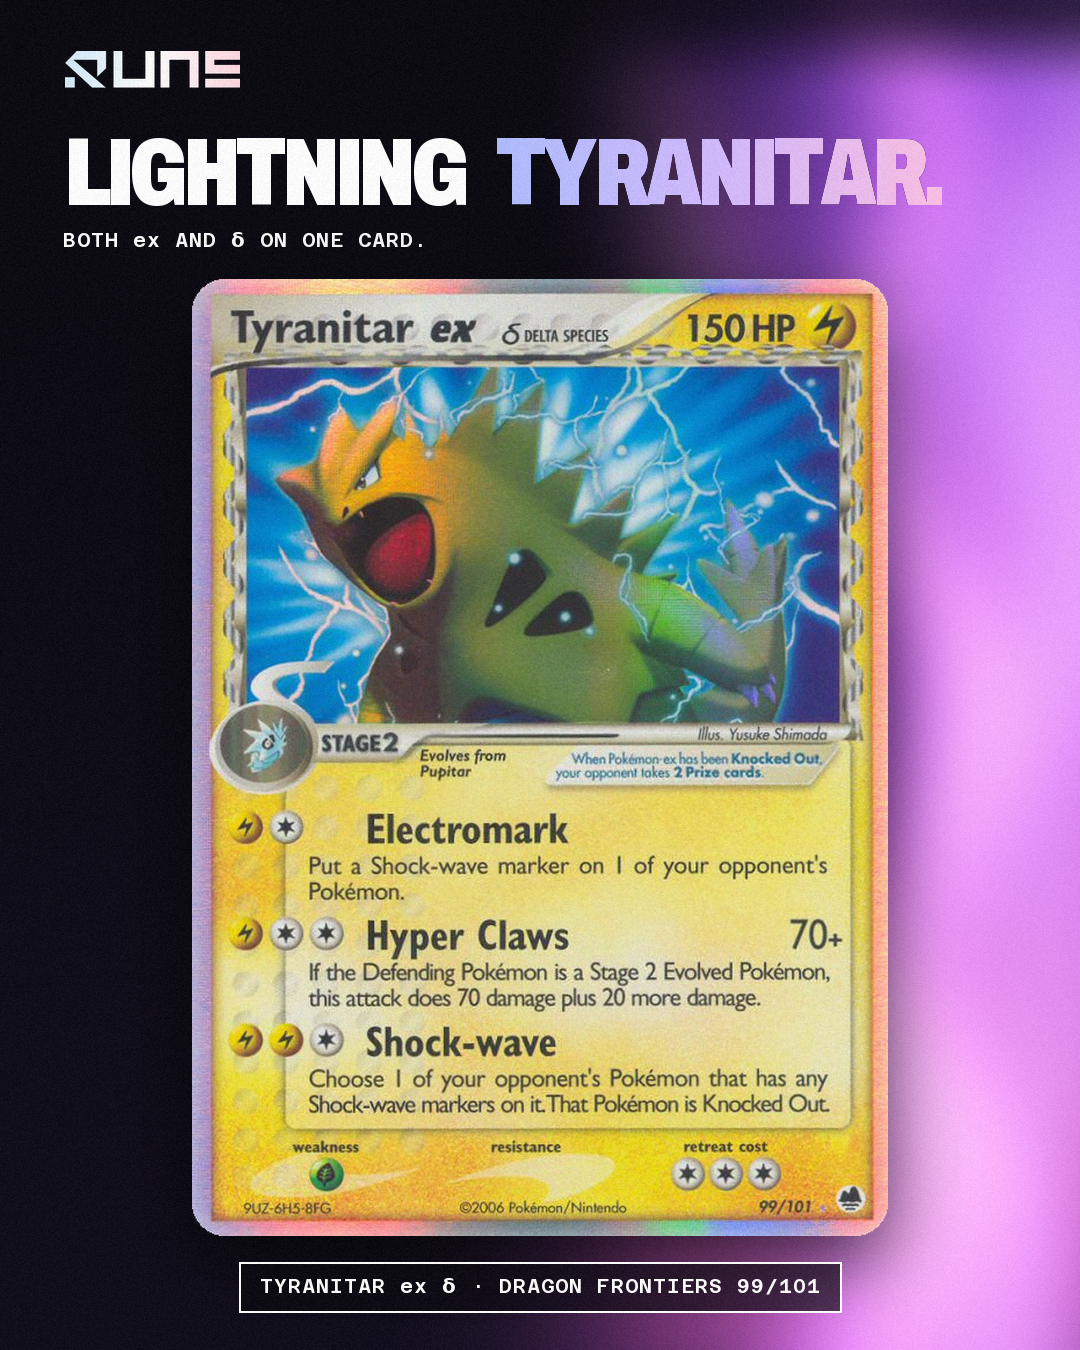 RUNE
LIGHTNING TYRANITAR.
BOTH ex AND δ ON ONE CARD.
Tyranitar ex δ DELTA SPECIES 150 HP
Illus. Yusuke Shimada
STAGE 2
Evolves from
Pupitar
When Pokémon-ex has been Knocked Out,
your opponent takes 2 Prize cards.
Electromark
Put a Shock-wave marker on 1 of your opponent's
Pokémon.
Hyper Claws 70+
If the Defending Pokémon is a Stage 2 Evolved Pokémon,
this attack does 70 damage plus 20 more damage.
Shock-wave
Choose 1 of your opponent's Pokémon that has any
Shock-wave markers on it. That Pokémon is Knocked Out.
weakness resistance retreat cost
9UZ-6H5-8FG ©2006 Pokémon/Nintendo 99/101
TYRANITAR ex δ · DRAGON FRONTIERS 99/101